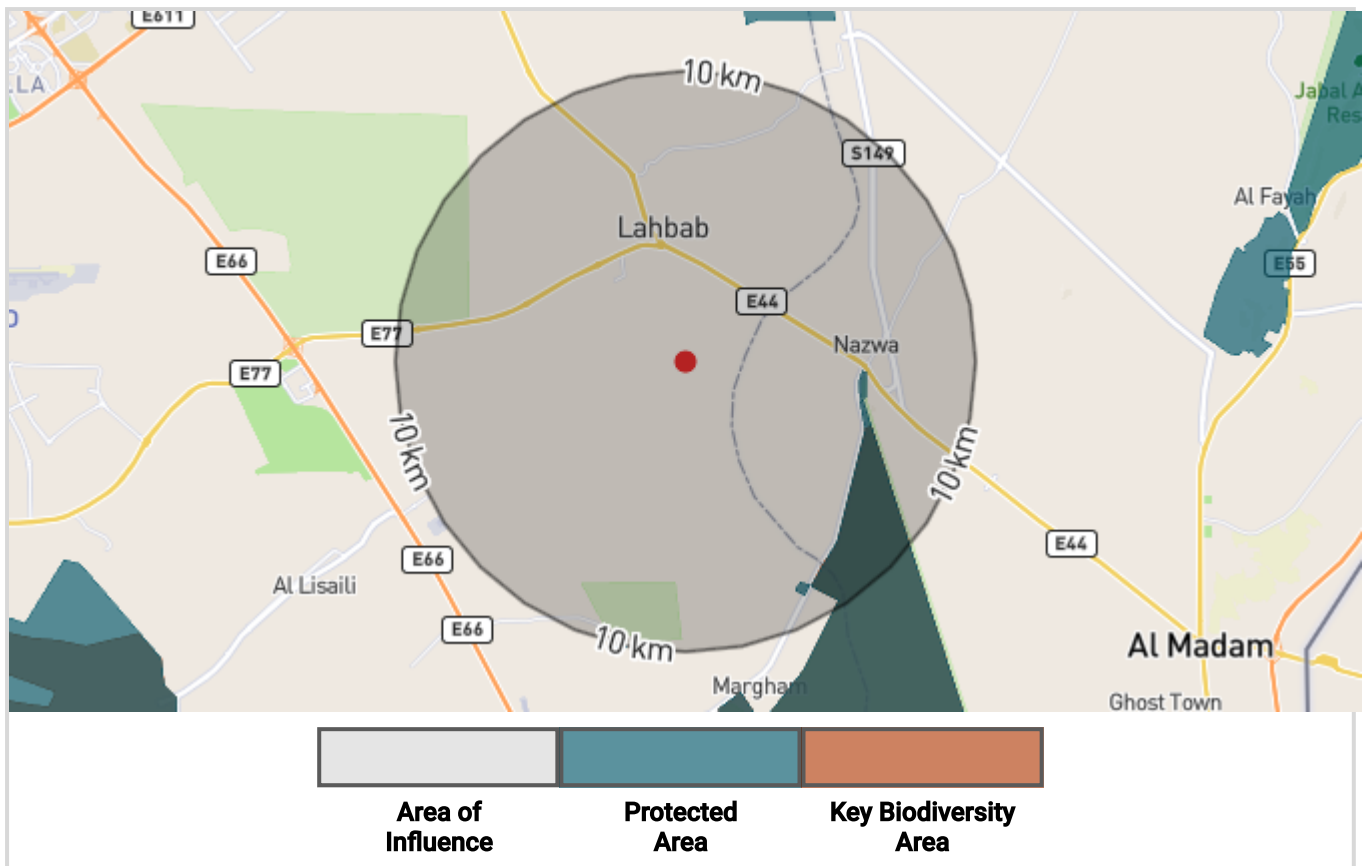 E611
LLA
10 km
Jabal A
Res
S149
Al Fayah
Lahbab
E66
E55
E44
E77
Nazwa
E77
10 km
10 km
E44
E66
Al Lisaili
E66
10 km
Al Madam
Margham
Ghost Town
Area of
Influence
Protected
Area
Key Biodiversity
Area